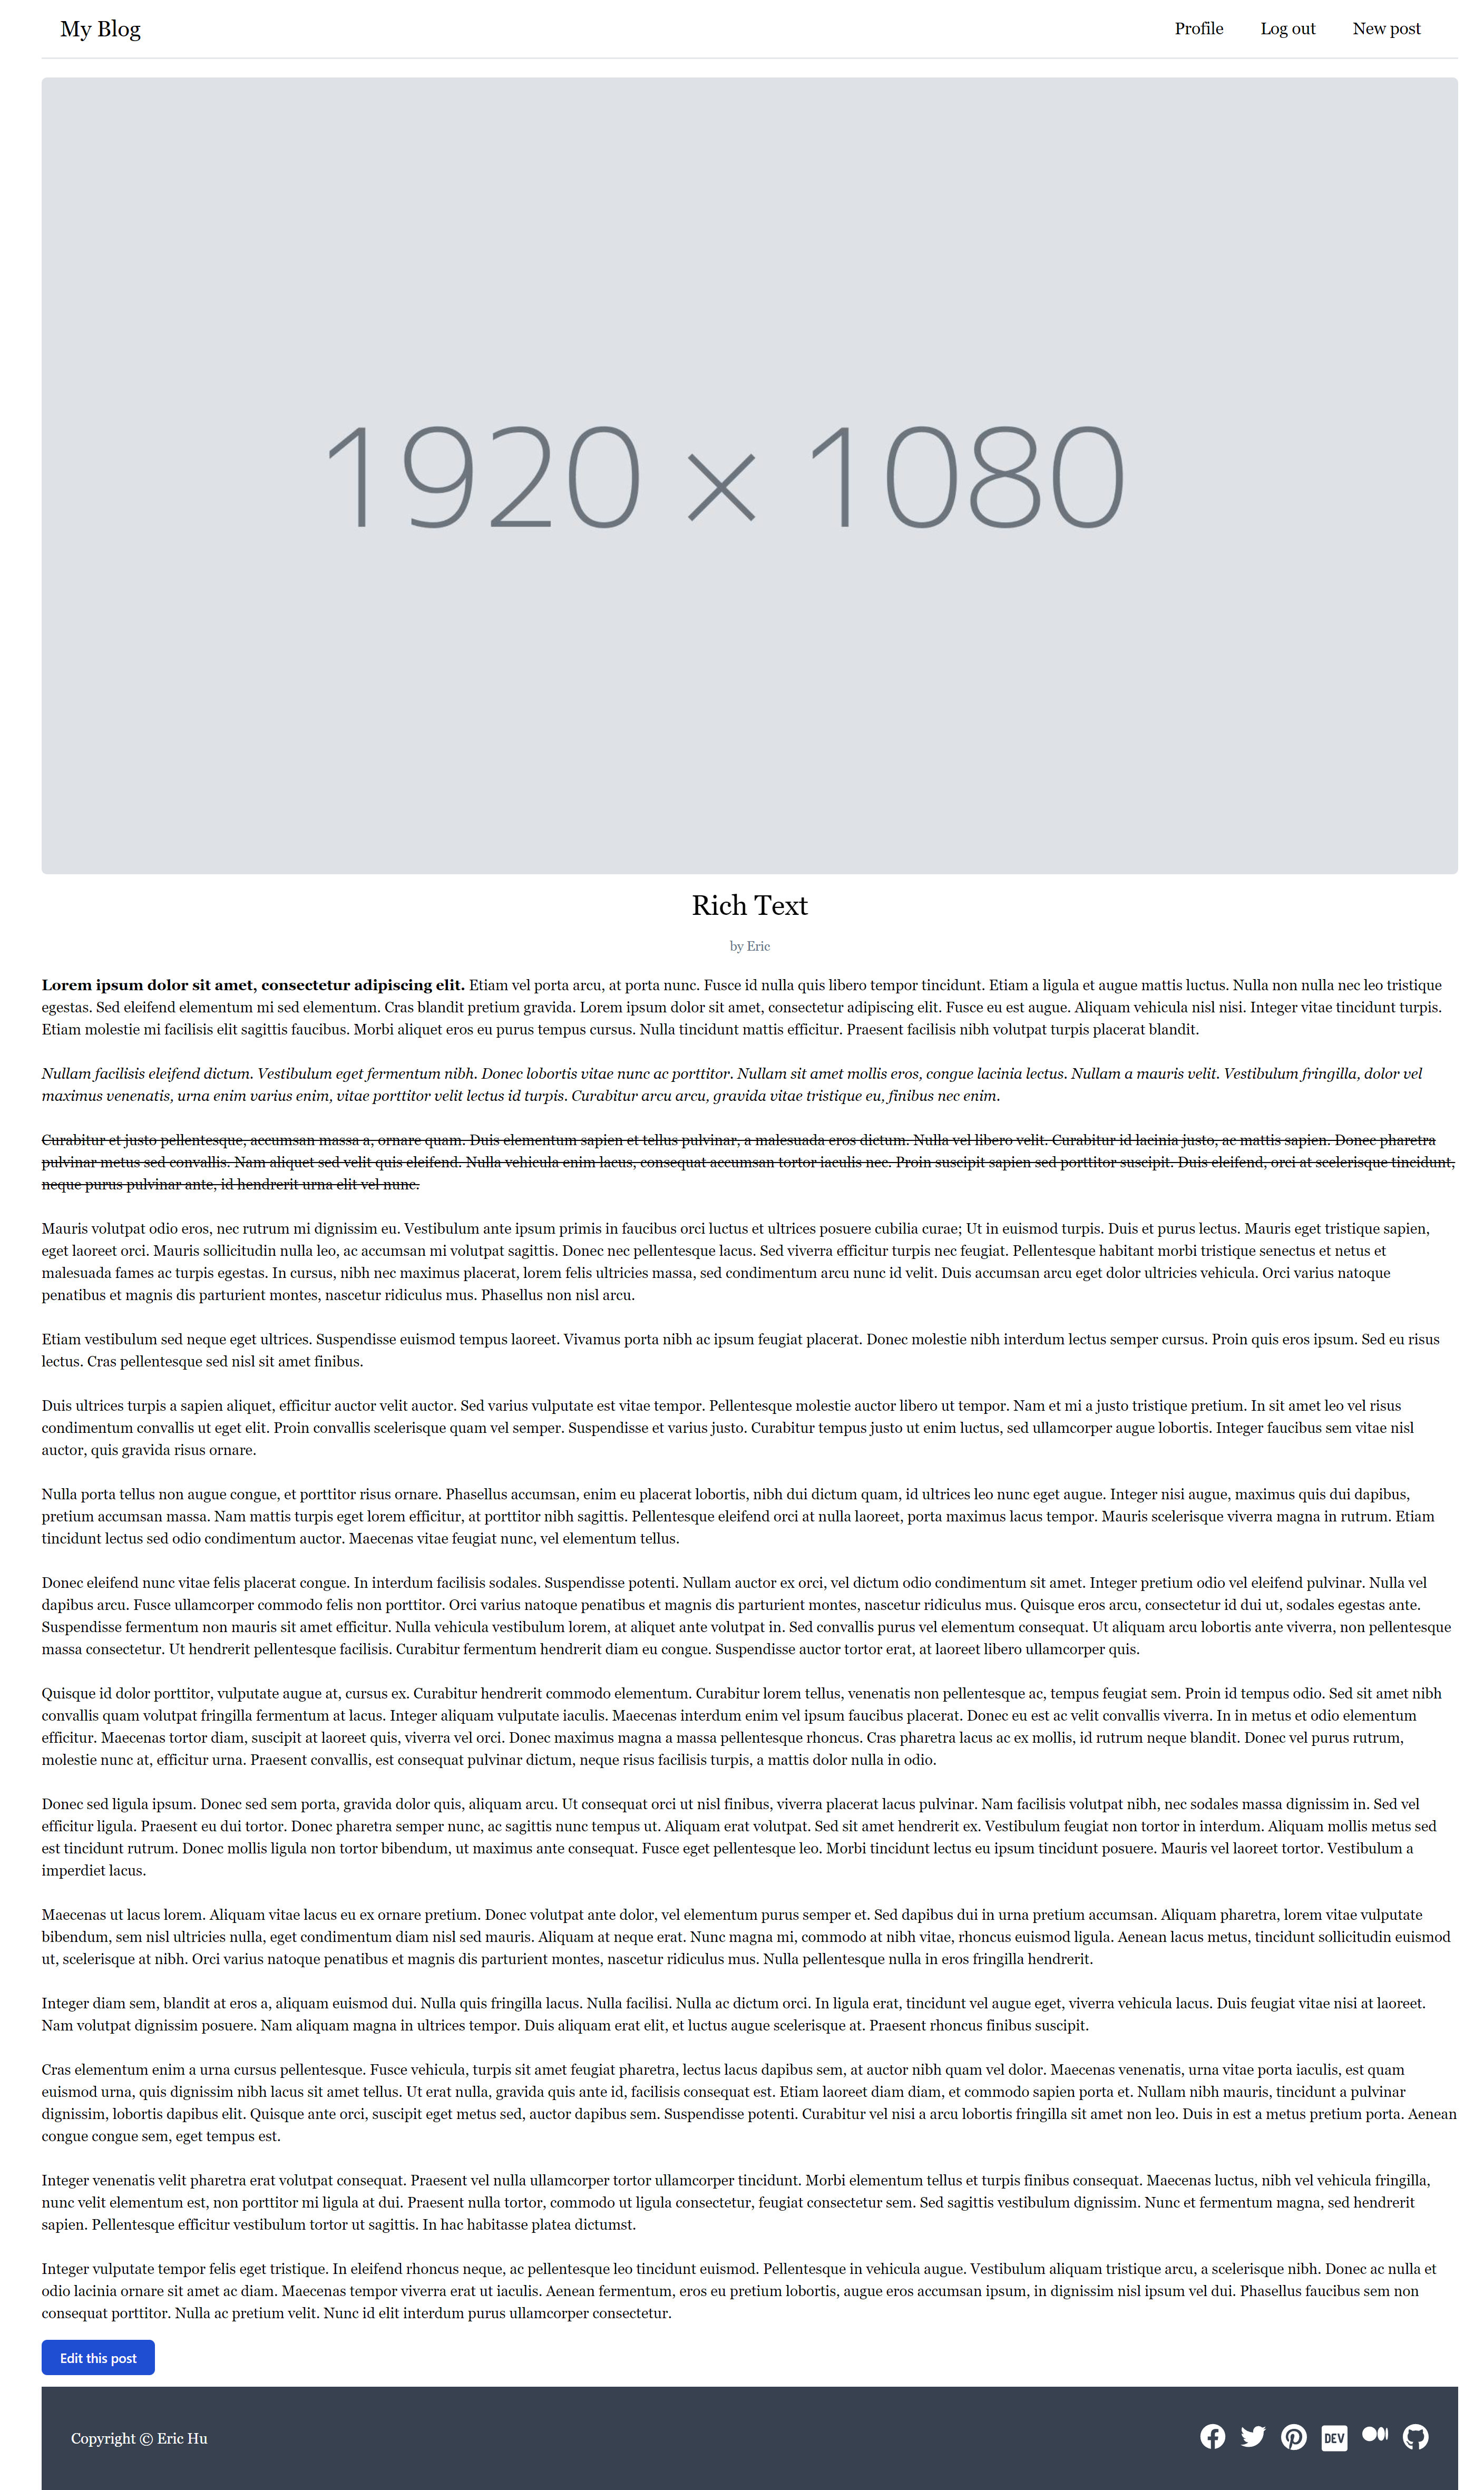 My Blog
Profile Log out New post
1920 × 1080
Rich Text
by Eric
Lorem ipsum dolor sit amet, consectetur adipiscing elit. Etiam vel porta arcu, at porta nunc. Fusce id nulla quis libero tempor tincidunt. Etiam a ligula et augue mattis luctus. Nulla non nulla nec leo tristique
egestas. Sed eleifend elementum mi sed elementum. Cras blandit pretium gravida. Lorem ipsum dolor sit amet, consectetur adipiscing elit. Fusce eu est augue. Aliquam vehicula nisl nisi. Integer vitae tincidunt turpis.
Etiam molestie mi facilisis elit sagittis faucibus. Morbi aliquet eros eu purus tempus cursus. Nulla tincidunt mattis efficitur. Praesent facilisis nibh volutpat turpis placerat blandit.
Nullam facilisis eleifend dictum. Vestibulum eget fermentum nibh. Donec lobortis vitae nunc ac porttitor. Nullam sit amet mollis eros, congue lacinia lectus. Nullam a mauris velit. Vestibulum fringilla, dolor vel
maximus venenatis, urna enim varius enim, vitae porttitor velit lectus id turpis. Curabitur arcu arcu, gravida vitae tristique eu, finibus nec enim.
Curabitur et justo pellentesque, accumsan massa a, ornare quam. Duis elementum sapien et tellus pulvinar, a malesuada eros dictum. Nulla vel libero velit. Curabitur id lacinia justo, ac mattis sapien. Donec pharetra
pulvinar metus sed convallis. Nam aliquet sed velit quis eleifend. Nulla vehicula enim lacus, consequat accumsan tortor iaculis nec. Proin suscipit sapien sed porttitor suscipit. Duis eleifend, orci at scelerisque tincidunt,
neque purus pulvinar ante, id hendrerit urna elit vel nunc.
Mauris volutpat odio eros, nec rutrum mi dignissim eu. Vestibulum ante ipsum primis in faucibus orci luctus et ultrices posuere cubilia curae; Ut in euismod turpis. Duis et purus lectus. Mauris eget tristique sapien,
eget laoreet orci. Mauris sollicitudin nulla leo, ac accumsan mi volutpat sagittis. Donec nec pellentesque lacus. Sed viverra efficitur turpis nec feugiat. Pellentesque habitant morbi tristique senectus et netus et
malesuada fames ac turpis egestas. In cursus, nibh nec maximus placerat, lorem felis ultricies massa, sed condimentum arcu nunc id velit. Duis accumsan arcu eget dolor ultricies vehicula. Orci varius natoque
penatibus et magnis dis parturient montes, nascetur ridiculus mus. Phasellus non nisl arcu.
Etiam vestibulum sed neque eget ultrices. Suspendisse euismod tempus laoreet. Vivamus porta nibh ac ipsum feugiat placerat. Donec molestie nibh interdum lectus semper cursus. Proin quis eros ipsum. Sed eu risus
lectus. Cras pellentesque sed nisl sit amet finibus.
Duis ultrices turpis a sapien aliquet, efficitur auctor velit auctor. Sed varius vulputate est vitae tempor. Pellentesque molestie auctor libero ut tempor. Nam et mi a justo tristique pretium. In sit amet leo vel risus
condimentum convallis ut eget elit. Proin convallis scelerisque quam vel semper. Suspendisse et varius justo. Curabitur tempus justo ut enim luctus, sed ullamcorper augue lobortis. Integer faucibus sem vitae nisl
auctor, quis gravida risus ornare.
Nulla porta tellus non augue congue, et porttitor risus ornare. Phasellus accumsan, enim eu placerat lobortis, nibh dui dictum quam, id ultrices leo nunc eget augue. Integer nisi augue, maximus quis dui dapibus,
pretium accumsan massa. Nam mattis turpis eget lorem efficitur, at porttitor nibh sagittis. Pellentesque eleifend orci at nulla laoreet, porta maximus lacus tempor. Mauris scelerisque viverra magna in rutrum. Etiam
tincidunt lectus sed odio condimentum auctor. Maecenas vitae feugiat nunc, vel elementum tellus.
Donec eleifend nunc vitae felis placerat congue. In interdum facilisis sodales. Suspendisse potenti. Nullam auctor ex orci, vel dictum odio condimentum sit amet. Integer pretium odio vel eleifend pulvinar. Nulla vel
dapibus arcu. Fusce ullamcorper commodo felis non porttitor. Orci varius natoque penatibus et magnis dis parturient montes, nascetur ridiculus mus. Quisque eros arcu, consectetur id dui ut, sodales egestas ante.
Suspendisse fermentum non mauris sit amet efficitur. Nulla vehicula vestibulum lorem, at aliquet ante volutpat in. Sed convallis purus vel elementum consequat. Ut aliquam arcu lobortis ante viverra, non pellentesque
massa consectetur. Ut hendrerit pellentesque facilisis. Curabitur fermentum hendrerit diam eu congue. Suspendisse auctor tortor erat, at laoreet libero ullamcorper quis.
Quisque id dolor porttitor, vulputate augue at, cursus ex. Curabitur hendrerit commodo elementum. Curabitur lorem tellus, venenatis non pellentesque ac, tempus feugiat sem. Proin id tempus odio. Sed sit amet nibh
convallis quam volutpat fringilla fermentum at lacus. Integer aliquam vulputate iaculis. Maecenas interdum enim vel ipsum faucibus placerat. Donec eu est ac velit convallis viverra. In in metus et odio elementum
efficitur. Maecenas tortor diam, suscipit at laoreet quis, viverra vel orci. Donec maximus magna a massa pellentesque rhoncus. Cras pharetra lacus ac ex mollis, id rutrum neque blandit. Donec vel purus rutrum,
molestie nunc at, efficitur urna. Praesent convallis, est consequat pulvinar dictum, neque risus facilisis turpis, a mattis dolor nulla in odio.
Donec sed ligula ipsum. Donec sed sem porta, gravida dolor quis, aliquam arcu. Ut consequat orci ut nisl finibus, viverra placerat lacus pulvinar. Nam facilisis volutpat nibh, nec sodales massa dignissim in. Sed vel
efficitur ligula. Praesent eu dui tortor. Donec pharetra semper nunc, ac sagittis nunc tempus ut. Aliquam erat volutpat. Sed sit amet hendrerit ex. Vestibulum feugiat non tortor in interdum. Aliquam mollis metus sed
est tincidunt rutrum. Donec mollis ligula non tortor bibendum, ut maximus ante consequat. Fusce eget pellentesque leo. Morbi tincidunt lectus eu ipsum tincidunt posuere. Mauris vel laoreet tortor. Vestibulum a
imperdiet lacus.
Maecenas ut lacus lorem. Aliquam vitae lacus eu ex ornare pretium. Donec volutpat ante dolor, vel elementum purus semper et. Sed dapibus dui in urna pretium accumsan. Aliquam pharetra, lorem vitae vulputate
bibendum, sem nisl ultricies nulla, eget condimentum diam nisl sed mauris. Aliquam at neque erat. Nunc magna mi, commodo at nibh vitae, rhoncus euismod ligula. Aenean lacus metus, tincidunt sollicitudin euismod
ut, scelerisque at nibh. Orci varius natoque penatibus et magnis dis parturient montes, nascetur ridiculus mus. Nulla pellentesque nulla in eros fringilla hendrerit.
Integer diam sem, blandit at eros a, aliquam euismod dui. Nulla quis fringilla lacus. Nulla facilisi. Nulla ac dictum orci. In ligula erat, tincidunt vel augue eget, viverra vehicula lacus. Duis feugiat vitae nisi at laoreet.
Nam volutpat dignissim posuere. Nam aliquam magna in ultrices tempor. Duis aliquam erat elit, et luctus augue scelerisque at. Praesent rhoncus finibus suscipit.
Cras elementum enim a urna cursus pellentesque. Fusce vehicula, turpis sit amet feugiat pharetra, lectus lacus dapibus sem, at auctor nibh quam vel dolor. Maecenas venenatis, urna vitae porta iaculis, est quam
euismod urna, quis dignissim nibh lacus sit amet tellus. Ut erat nulla, gravida quis ante id, facilisis consequat est. Etiam laoreet diam diam, et commodo sapien porta et. Nullam nibh mauris, tincidunt a pulvinar
dignissim, lobortis dapibus elit. Quisque ante orci, suscipit eget metus sed, auctor dapibus sem. Suspendisse potenti. Curabitur vel nisi a arcu lobortis fringilla sit amet non leo. Duis in est a metus pretium porta. Aenean
congue congue sem, eget tempus est.
Integer venenatis velit pharetra erat volutpat consequat. Praesent vel nulla ullamcorper tortor ullamcorper tincidunt. Morbi elementum tellus et turpis finibus consequat. Maecenas luctus, nibh vel vehicula fringilla,
nunc velit elementum est, non porttitor mi ligula at dui. Praesent nulla tortor, commodo ut ligula consectetur, feugiat consectetur sem. Sed sagittis vestibulum dignissim. Nunc et fermentum magna, sed hendrerit
sapien. Pellentesque efficitur vestibulum tortor ut sagittis. In hac habitasse platea dictumst.
Integer vulputate tempor felis eget tristique. In eleifend rhoncus neque, ac pellentesque leo tincidunt euismod. Pellentesque in vehicula augue. Vestibulum aliquam tristique arcu, a scelerisque nibh. Donec ac nulla et
odio lacinia ornare sit amet ac diam. Maecenas tempor viverra erat ut iaculis. Aenean fermentum, eros eu pretium lobortis, augue eros accumsan ipsum, in dignissim nisl ipsum vel dui. Phasellus faucibus sem non
consequat porttitor. Nulla ac pretium velit. Nunc id elit interdum purus ullamcorper consectetur.
Edit this post
Copyright © Eric Hu
DEV